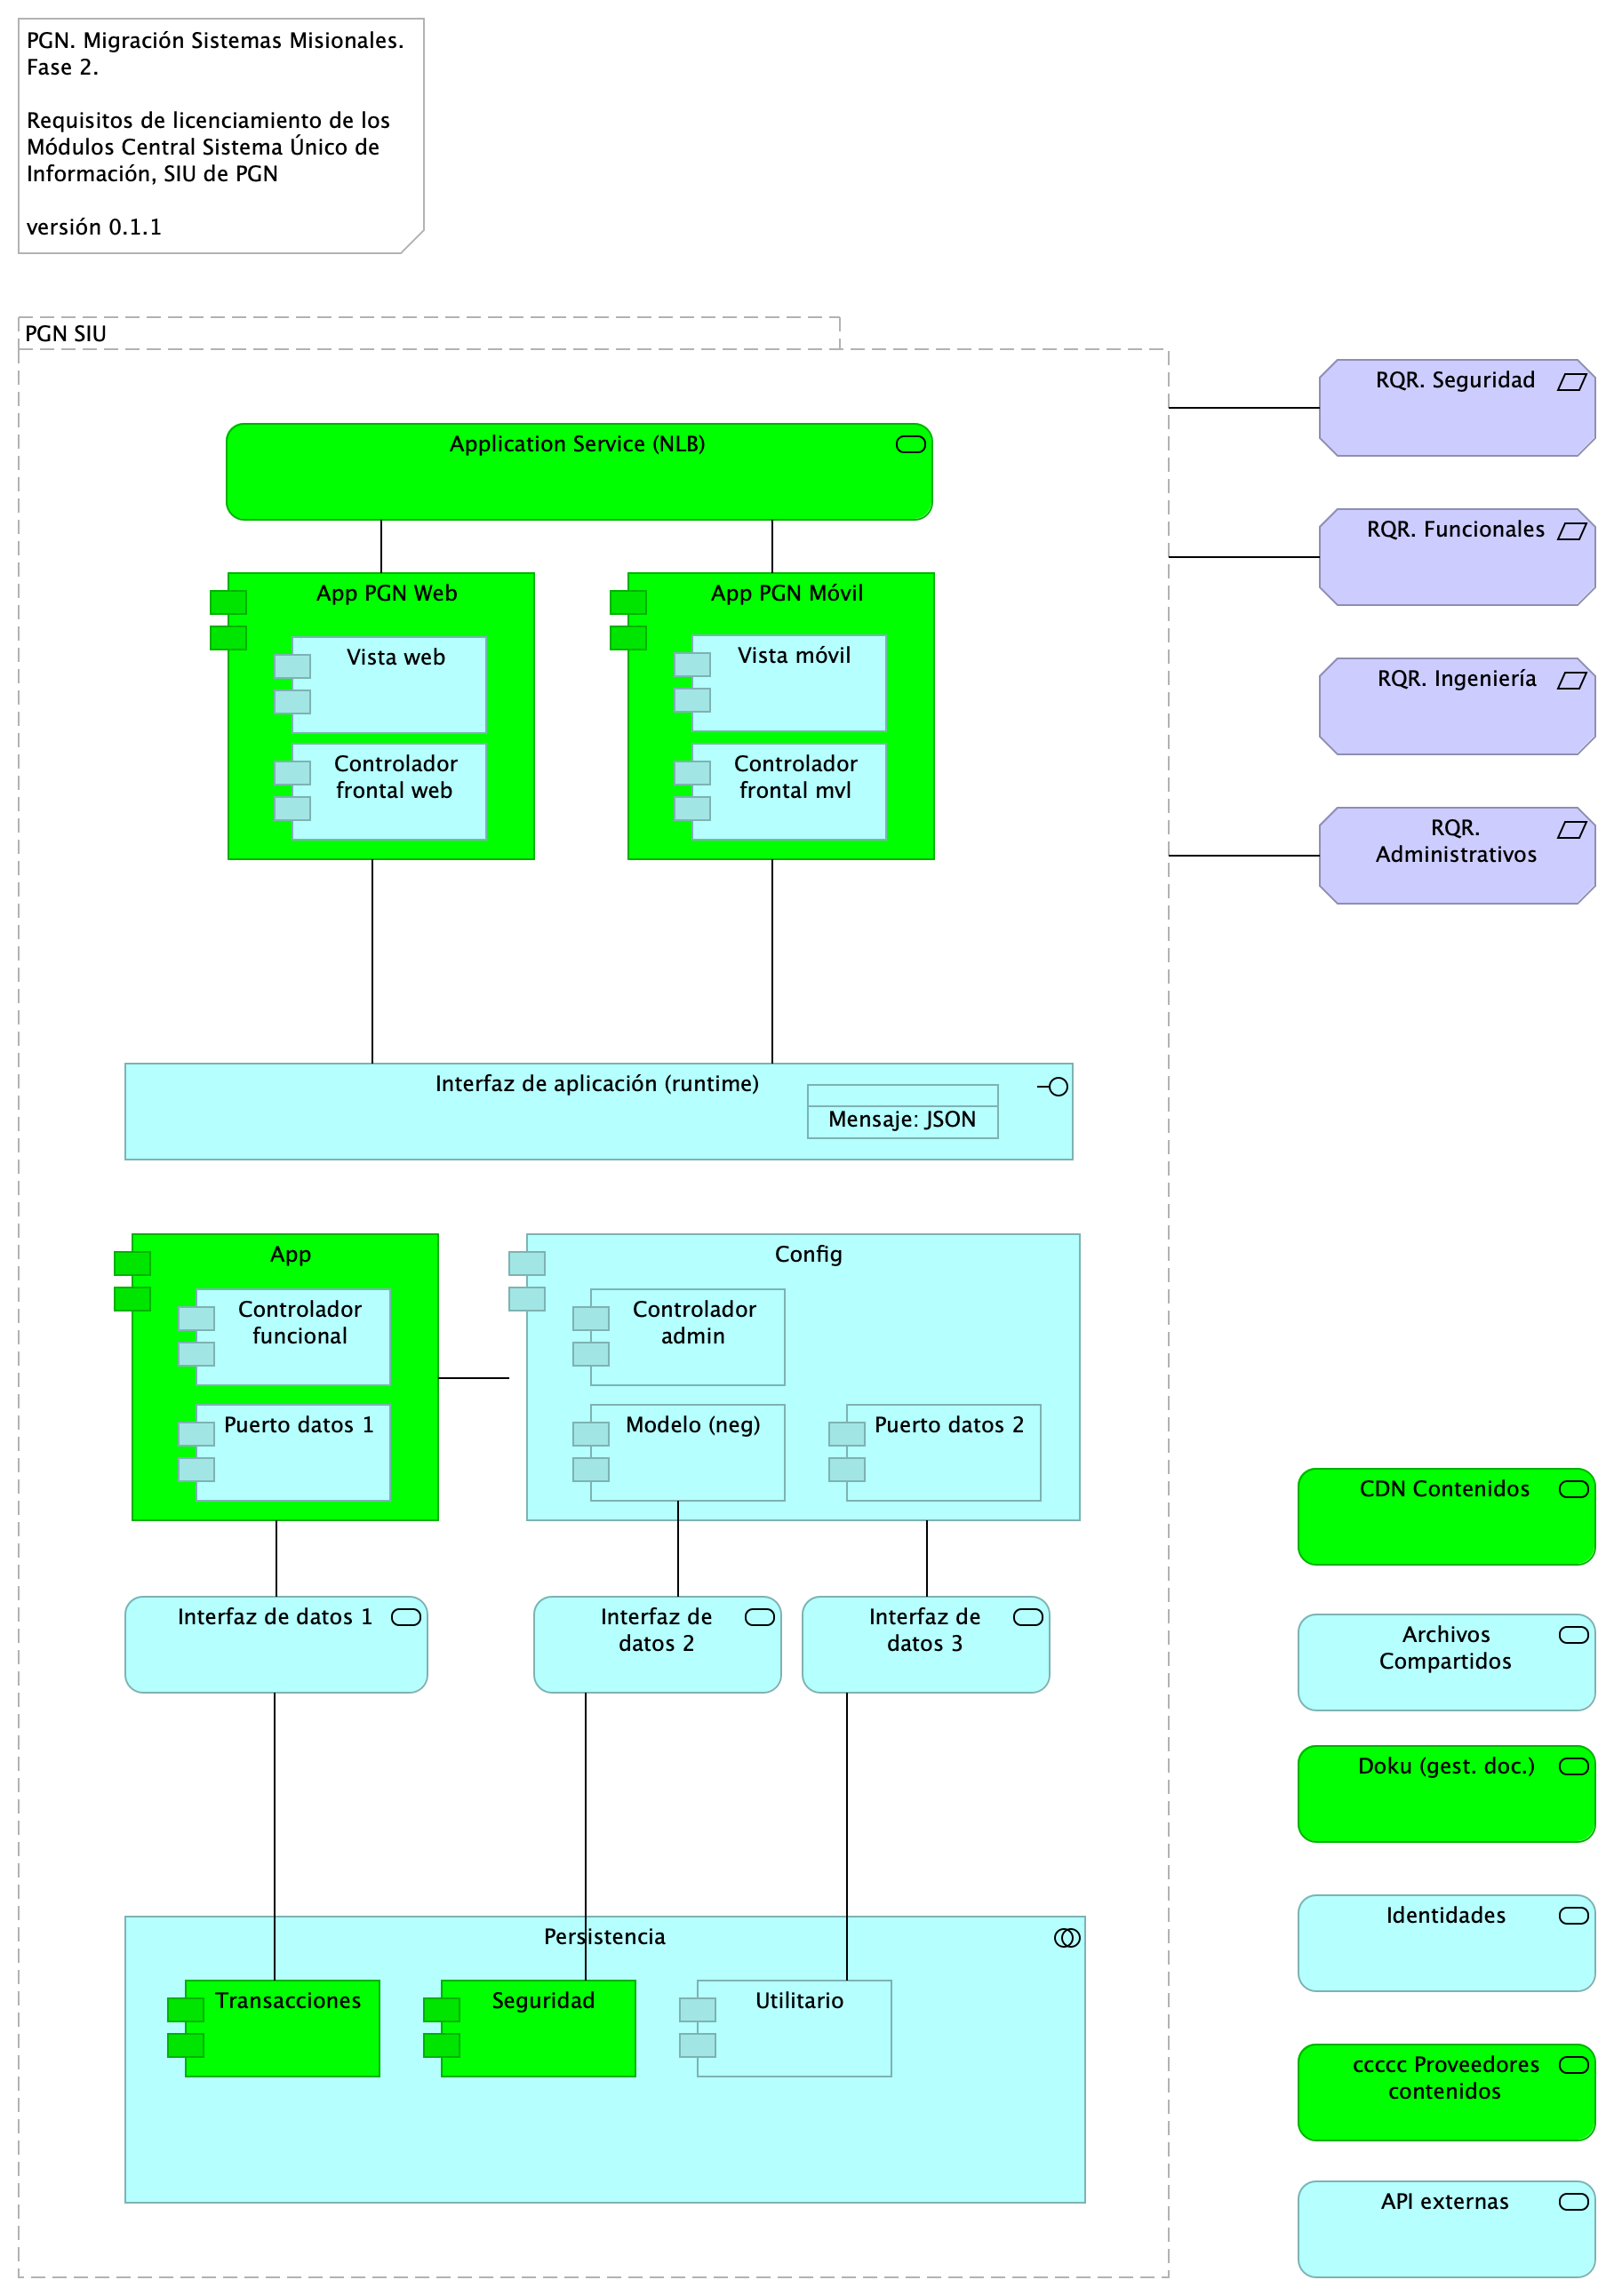 PGN. Migración Sistemas Misionales.
Fase 2.
Requisitos de licenciamiento de los
Módulos Central Sistema Único de
Información, SIU de PGN
versión 0.1.1
PGN SIU
RQR. Seguridad
Application Service (NLB)
RQR. Funcionales
App PGN Web
App PGN Móvil
Vista web
Vista móvil
RQR. Ingeniería
Controlador
frontal web
Controlador
frontal mvl
RQR.
Administrativos
Interfaz de aplicación (runtime)
Mensaje: JSON
App
Config
Controlador
funcional
Controlador
admin
Puerto datos 1
Modelo (neg)
Puerto datos 2
CDN Contenidos
Interfaz de datos 1
Interfaz de
datos 2
Interfaz de
datos 3
Archivos
Compartidos
Doku (gest. doc.)
Identidades
Persistencia
Transacciones
Seguridad
Utilitario
ccccc Proveedores
contenidos
API externas